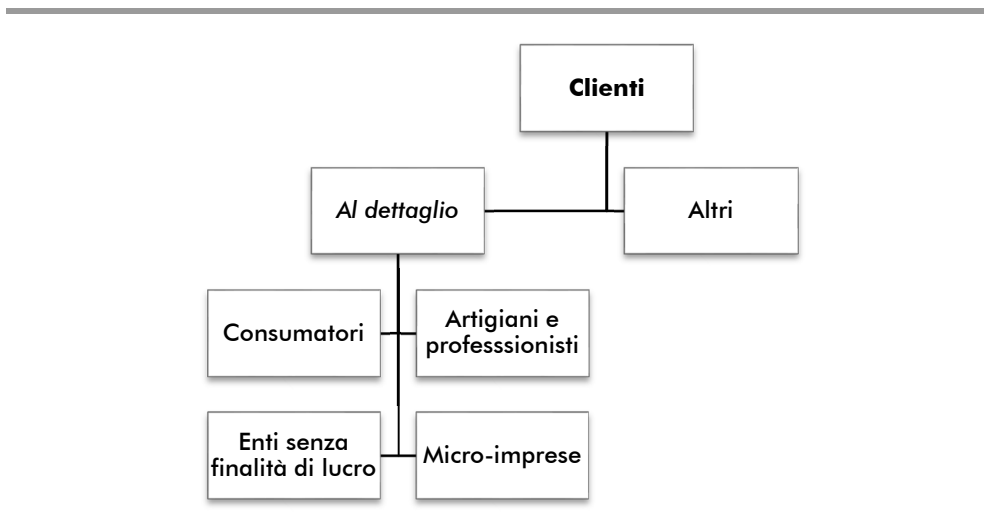 Clienti
Al dettaglio
Altri
Consumatori
Artigiani e
professsionisti
Enti senza
finalità di lucro
Micro-imprese